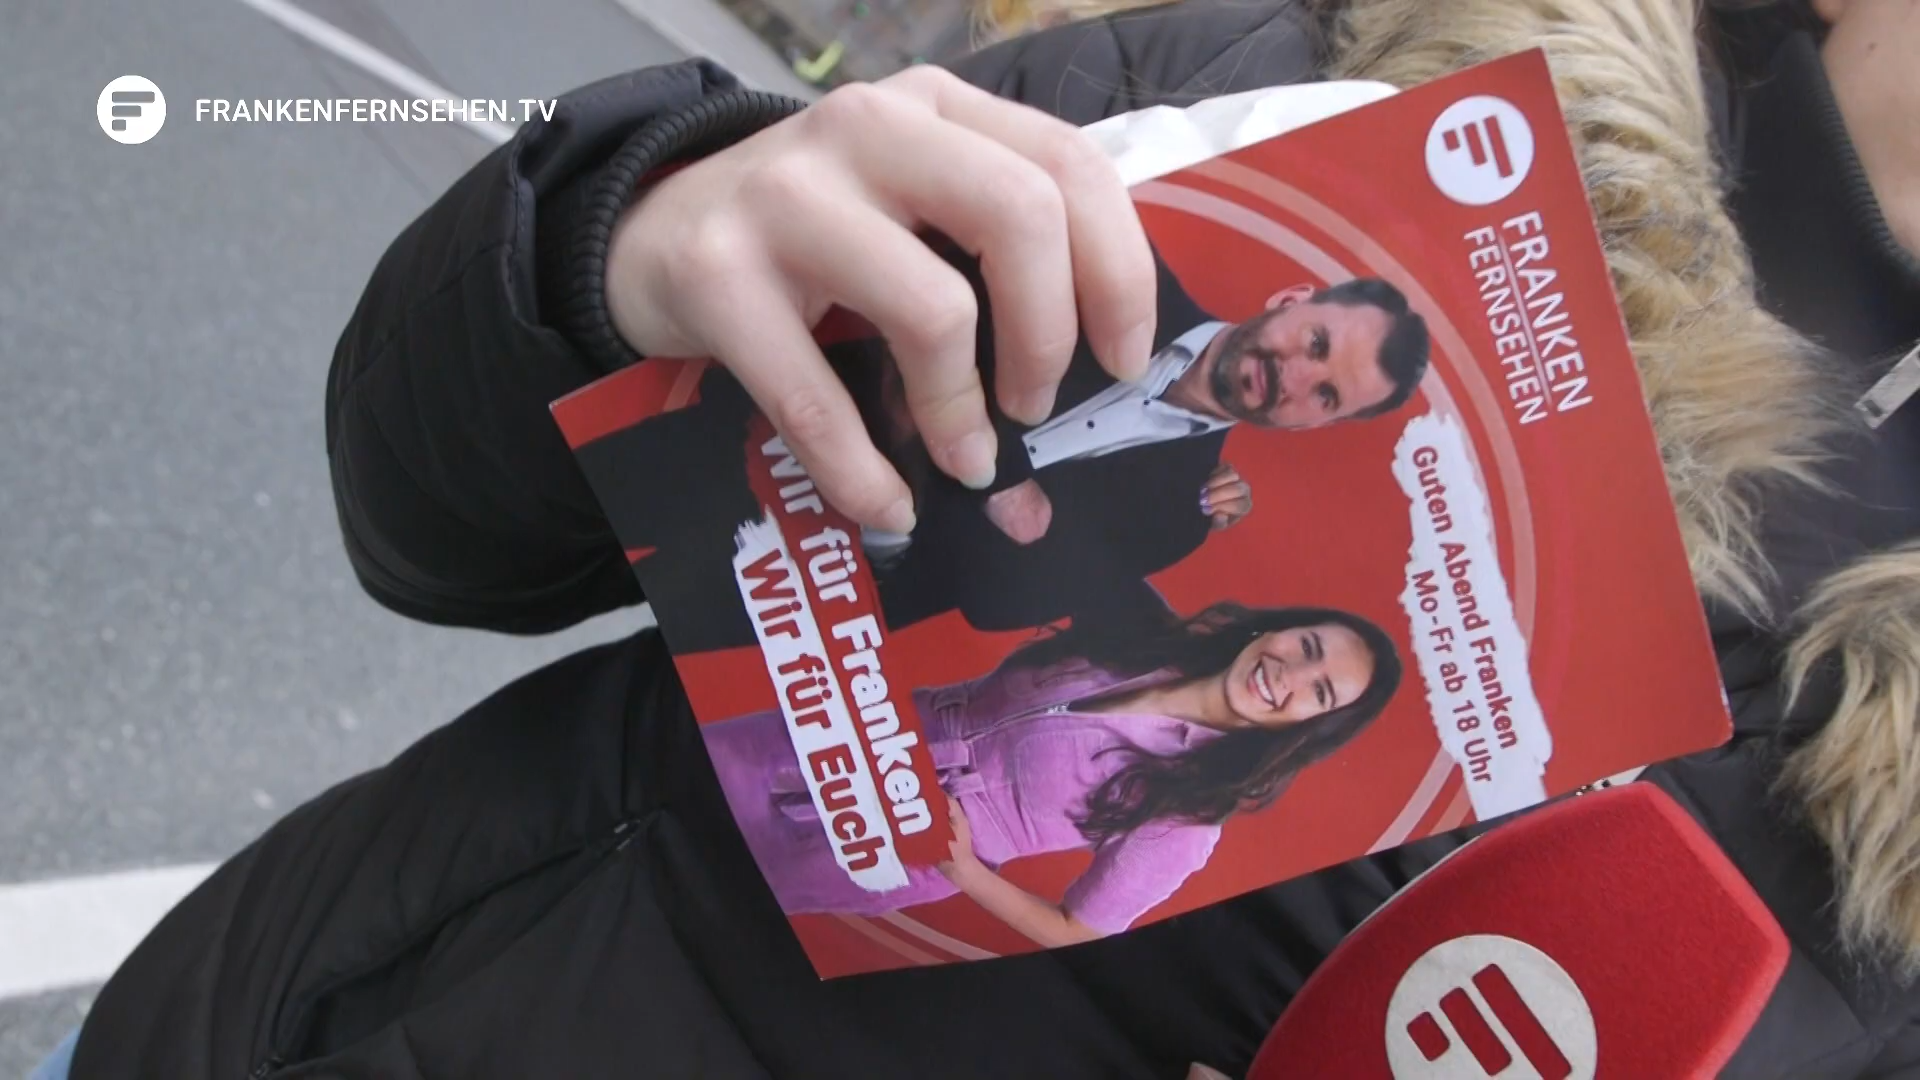 FRANKENFERNSEHEN.TV
FRANKEN
FERNSEHEN
Guten Abend Franken
Mo-Fr ab 18 Uhr
Wir für Franken
Wir für Euch